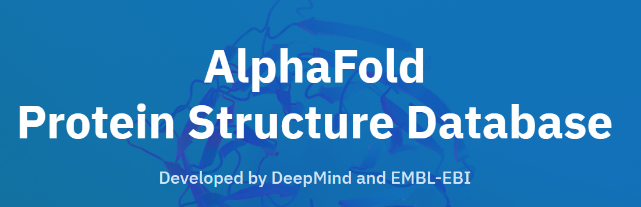 AlphaFold
Protein Structure Database
Developed by DeepMind and EMBL-EBI